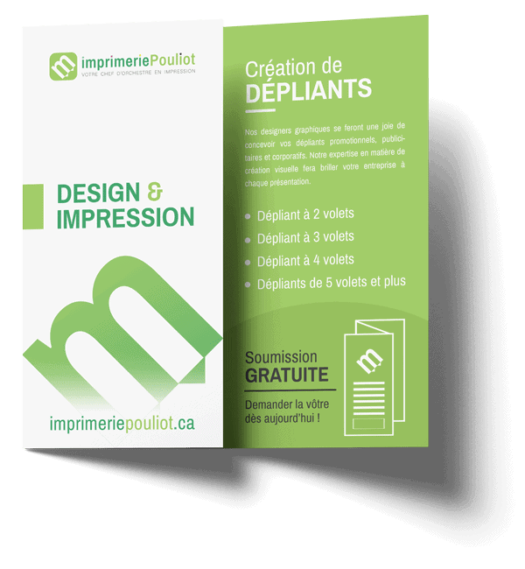 imprimeriePouliot
VOTRE CHEF D'ORCHESTRE EN IMPRESSION
DESIGN &
IMPRESSION
imprimeriepouliot.ca
Création de
DÉPLIANTS
Nos designers graphiques se feront une joie de
concevoir vos dépliants promotionnels, publici-
taires et corporatifs. Notre expertise en matière de
création visuelle fera briller votre entreprise à
chaque présentation.
Dépliant à 2 volets
Dépliant à 3 volets
Dépliant à 4 volets
Dépliants de 5 volets et plus
Soumission
GRATUITE
Demander la vôtre
dès aujourd'hui !